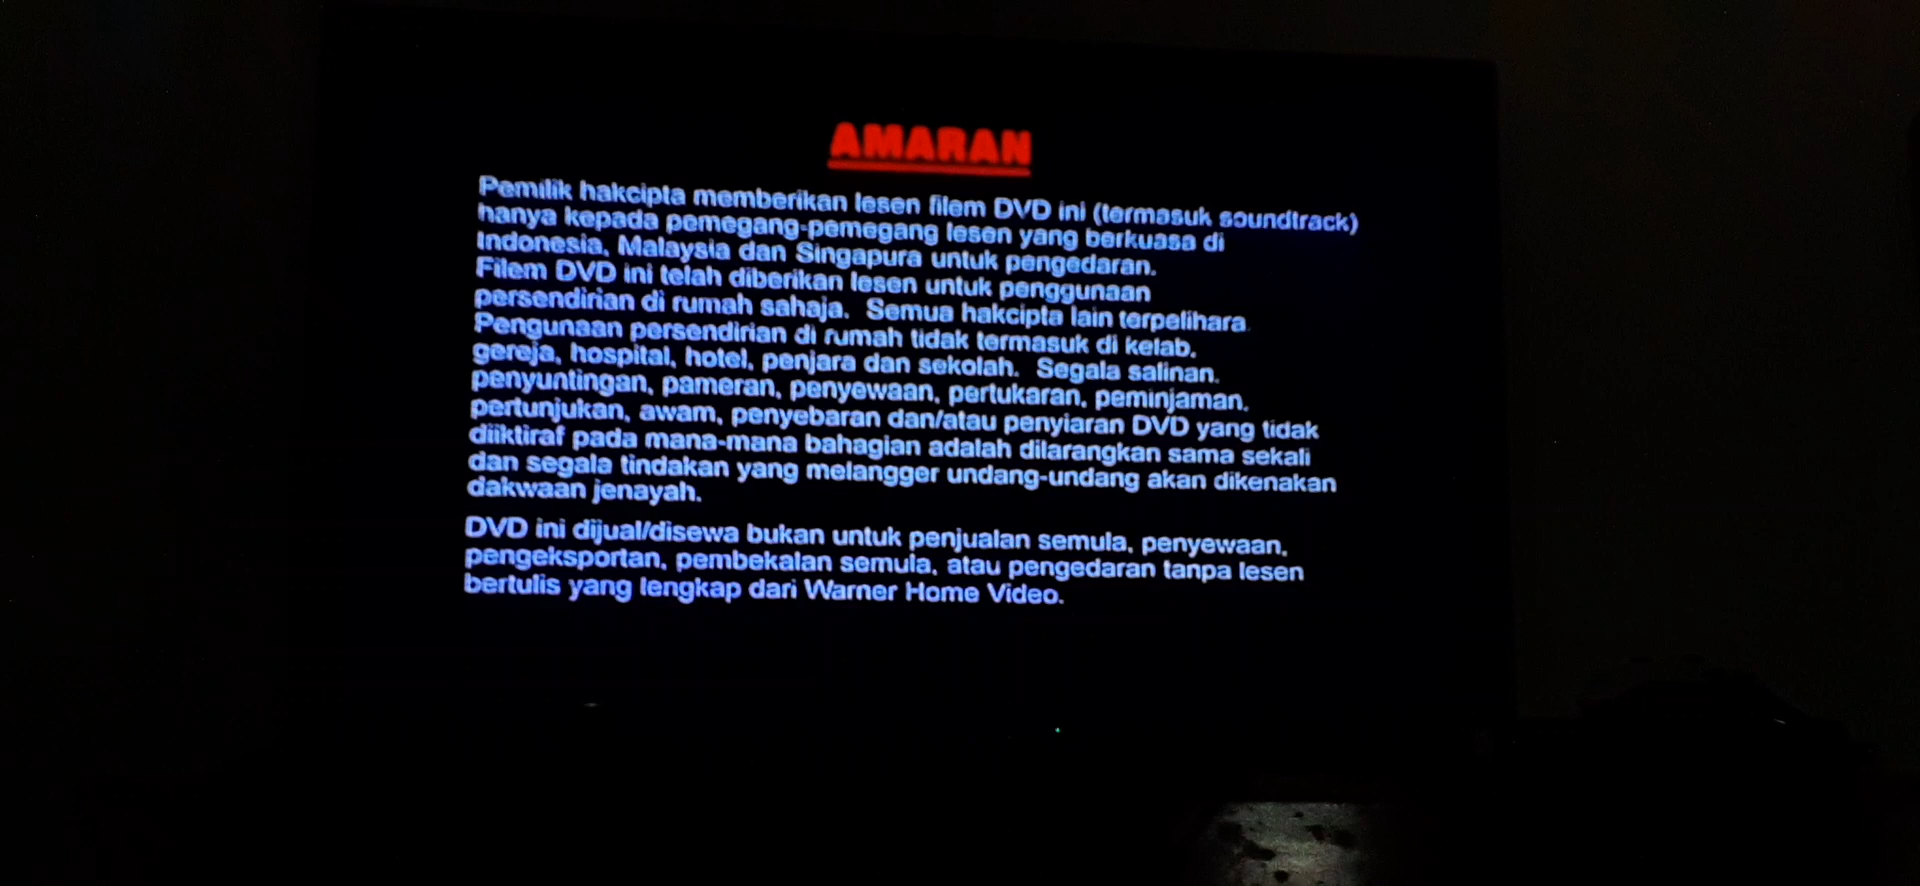 AMARAN
Pemilik hakcipta memberikan lesen filem DVD ini (termasuk soundtrack)
hanya kepada pemegang-pemegang lesen yang berkuasa di
Indonesia, Malaysia dan Singapura untuk pengedaran.
Filem DVD ini telah diberikan lesen untuk penggunaan
persendirian di rumah sahaja. Semua hakcipta lain terpelihara.
Pengunaan persendirian di rumah tidak termasuk di kelab,
gereja, hospital, hotel, penjara dan sekolah. Segala salinan,
penyuntingan, pameran, penyewaan, pertukaran, peminjaman,
pertunjukan, awam, penyebaran dan/atau penyiaran DVD yang tidak
diiktiraf pada mana-mana bahagian adalah dilarangkan sama sekali
dan segala tindakan yang melangger undang-undang akan dikenakan
dakwaan jenayah.
DVD ini dijual/disewa bukan untuk penjualan semula, penyewaan,
pengeksportan, pembekalan semula, atau pengedaran tanpa lesen
bertulis yang lengkap dari Warner Home Video.